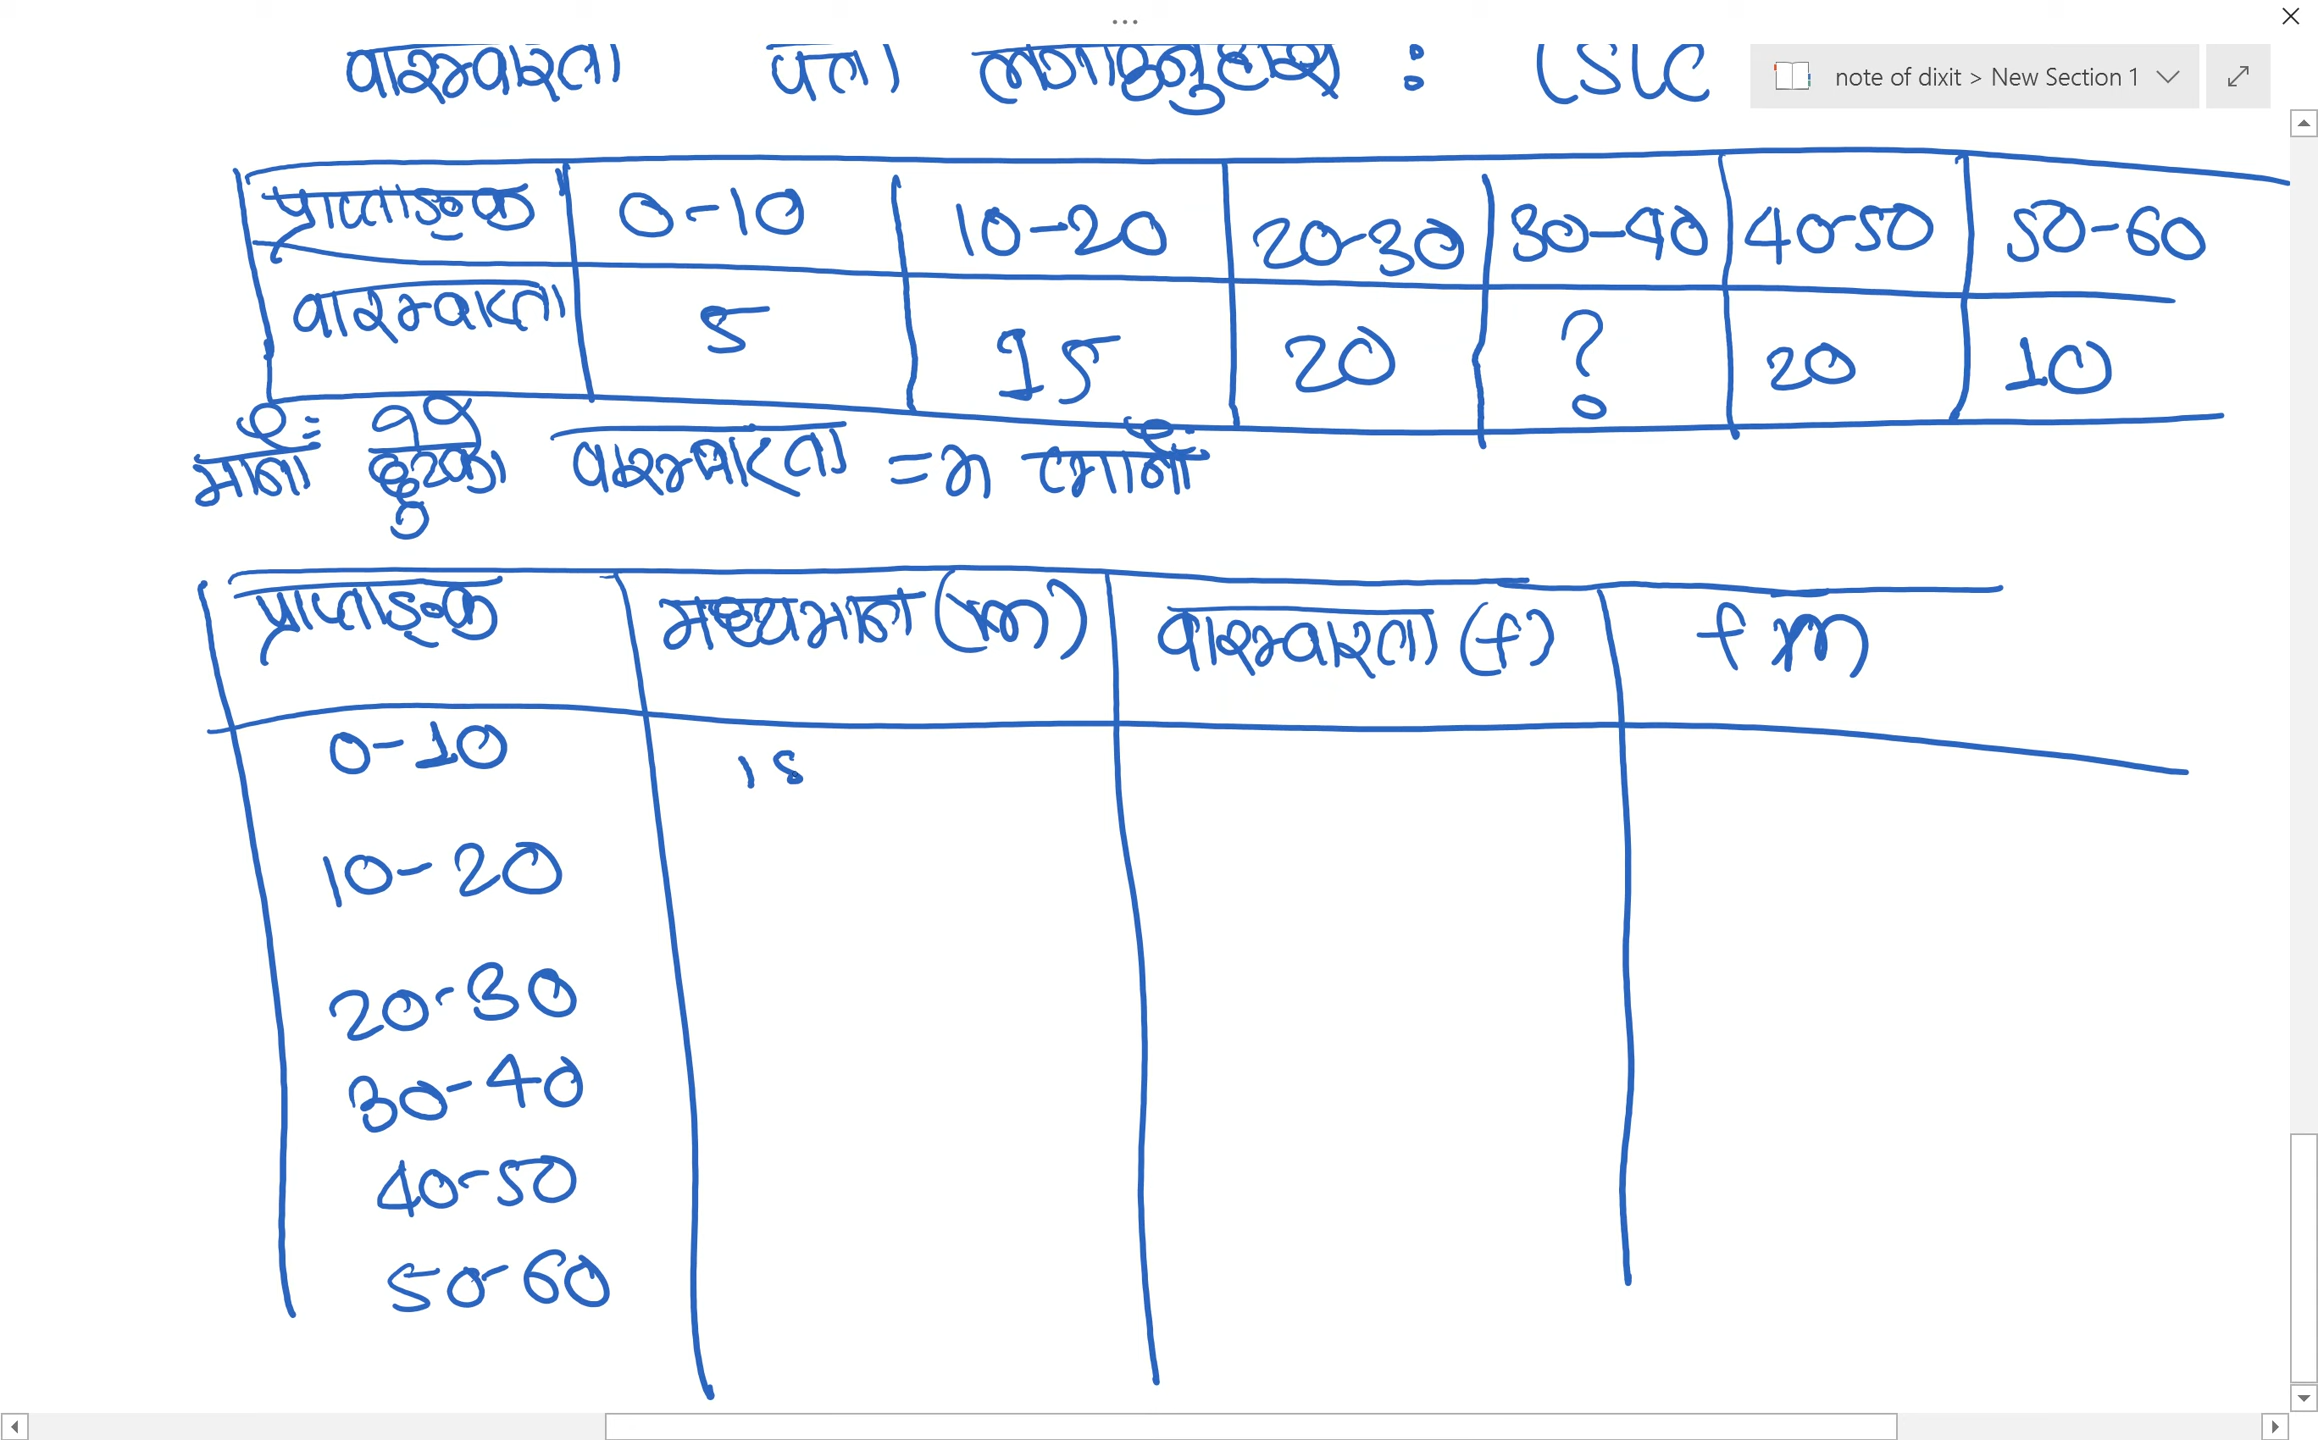 बारम्बारता पत्ता लगाउनुहोस् : (SLC
note of dixit > New Section 1
प्राप्ताङ्क 0-10 10-20 20-30 30-40 40-50 50-60
बारम्बारता 5 15 20 ? 20 10
मानौं छुटेको बारम्बारता =
प्राप्ताङ्क मध्यमान (m) बारम्बारता (f) fm
0-10 15
10-20
20-30
30-40
40-50
50-60